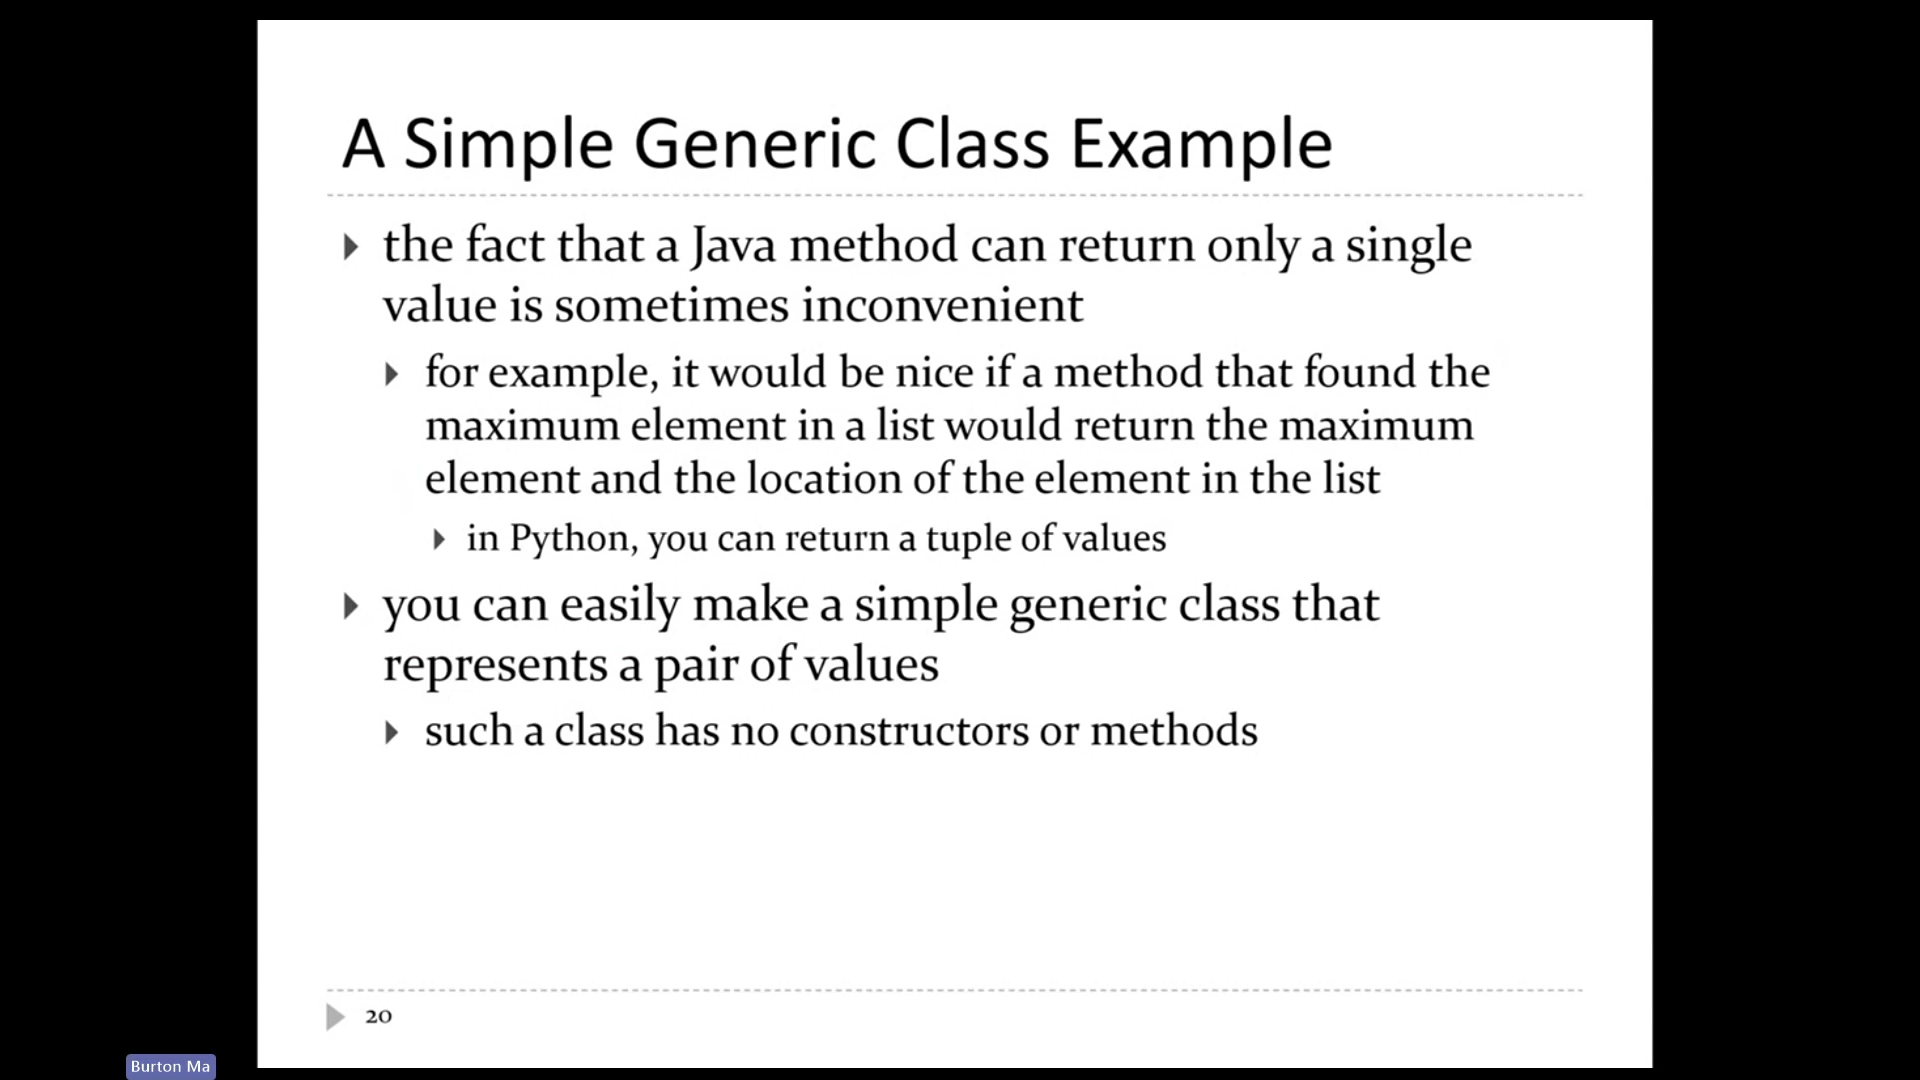 A Simple Generic Class Example
the fact that a Java method can return only a single
value is sometimes inconvenient
for example, it would be nice if a method that found the
maximum element in a list would return the maximum
element and the location of the element in the list
in Python, you can return a tuple of values
you can easily make a simple generic class that
represents a pair of values
such a class has no constructors or methods
20
Burton Ma